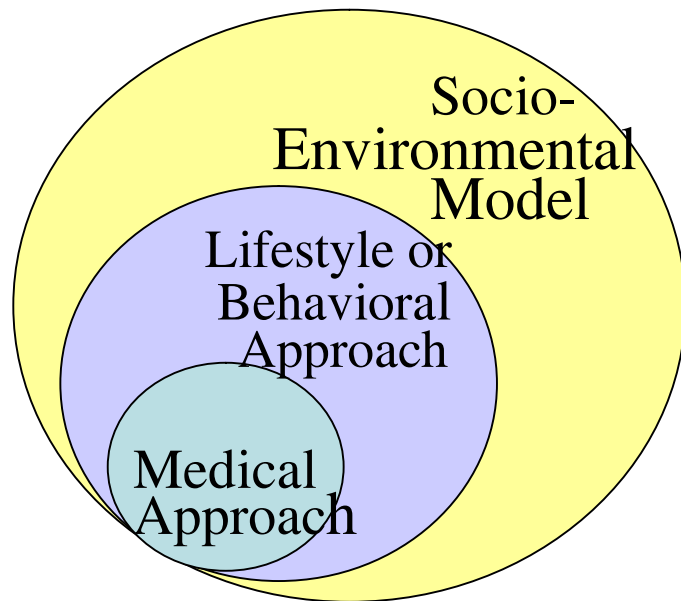 Socio-
Environmental
Model
Lifestyle or
Behavioral
Approach
Medical
Approach